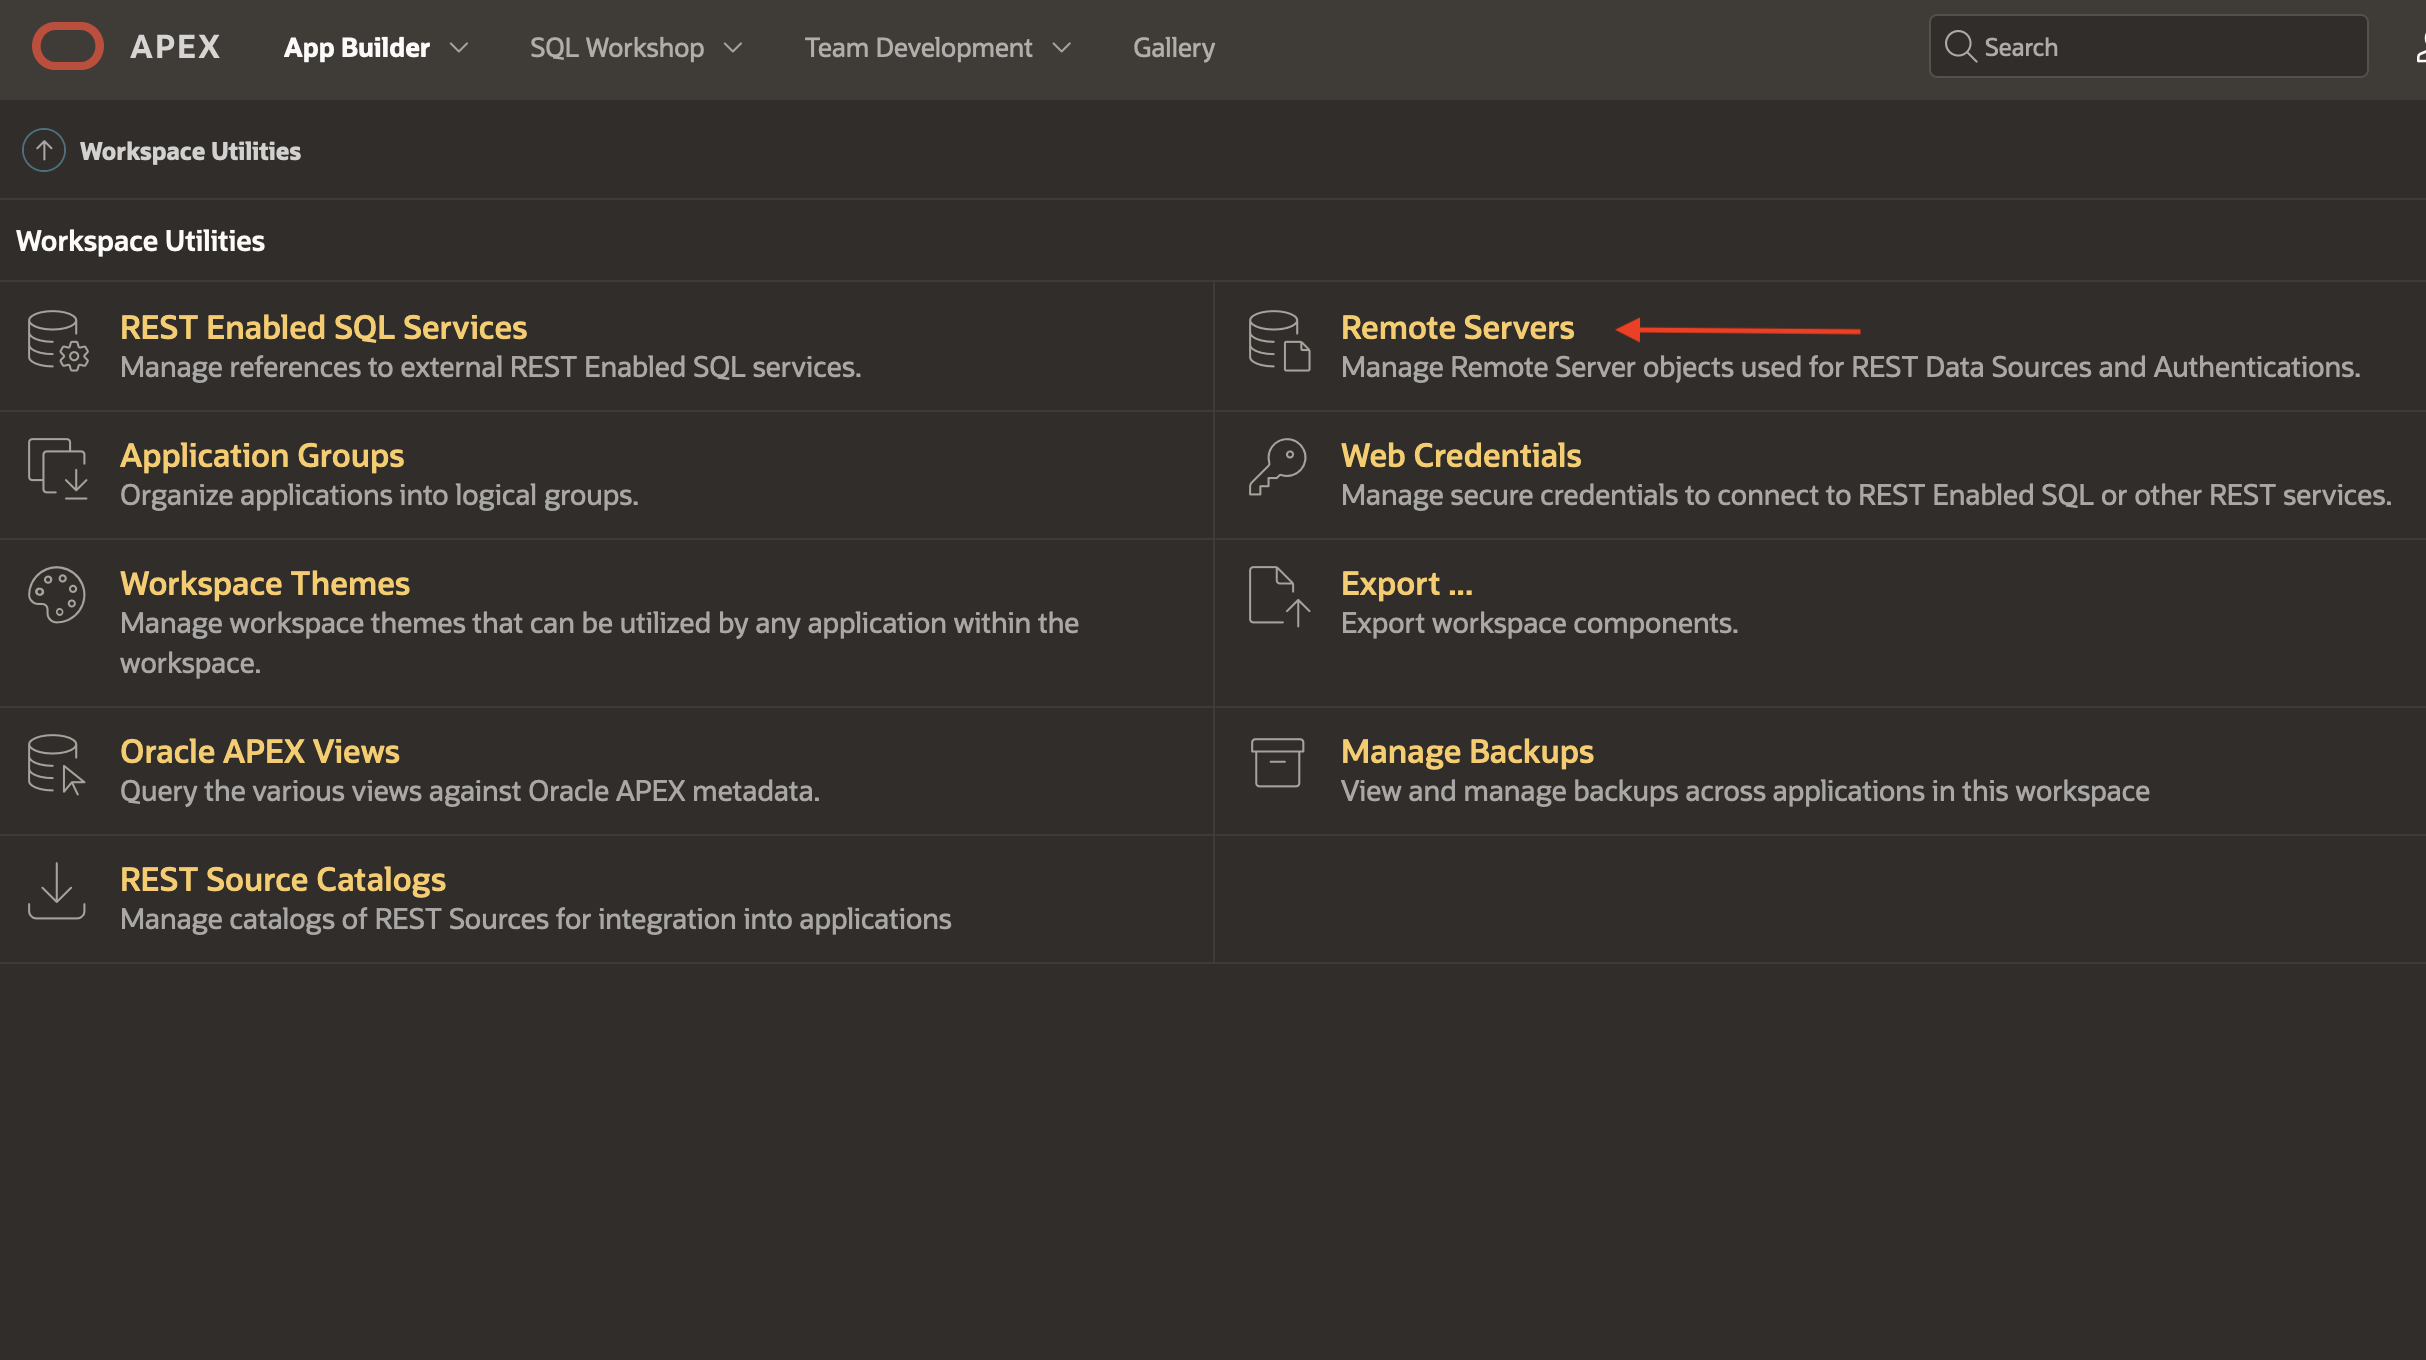 APEX App Builder SQL Workshop Team Development Gallery Search
Workspace Utilities
Workspace Utilities
REST Enabled SQL Services
Manage references to external REST Enabled SQL services.
Remote Servers
Manage Remote Server objects used for REST Data Sources and Authentications.
Application Groups
Organize applications into logical groups.
Web Credentials
Manage secure credentials to connect to REST Enabled SQL or other REST services.
Workspace Themes
Manage workspace themes that can be utilized by any application within the
workspace.
Export ...
Export workspace components.
Oracle APEX Views
Query the various views against Oracle APEX metadata.
Manage Backups
View and manage backups across applications in this workspace
REST Source Catalogs
Manage catalogs of REST Sources for integration into applications